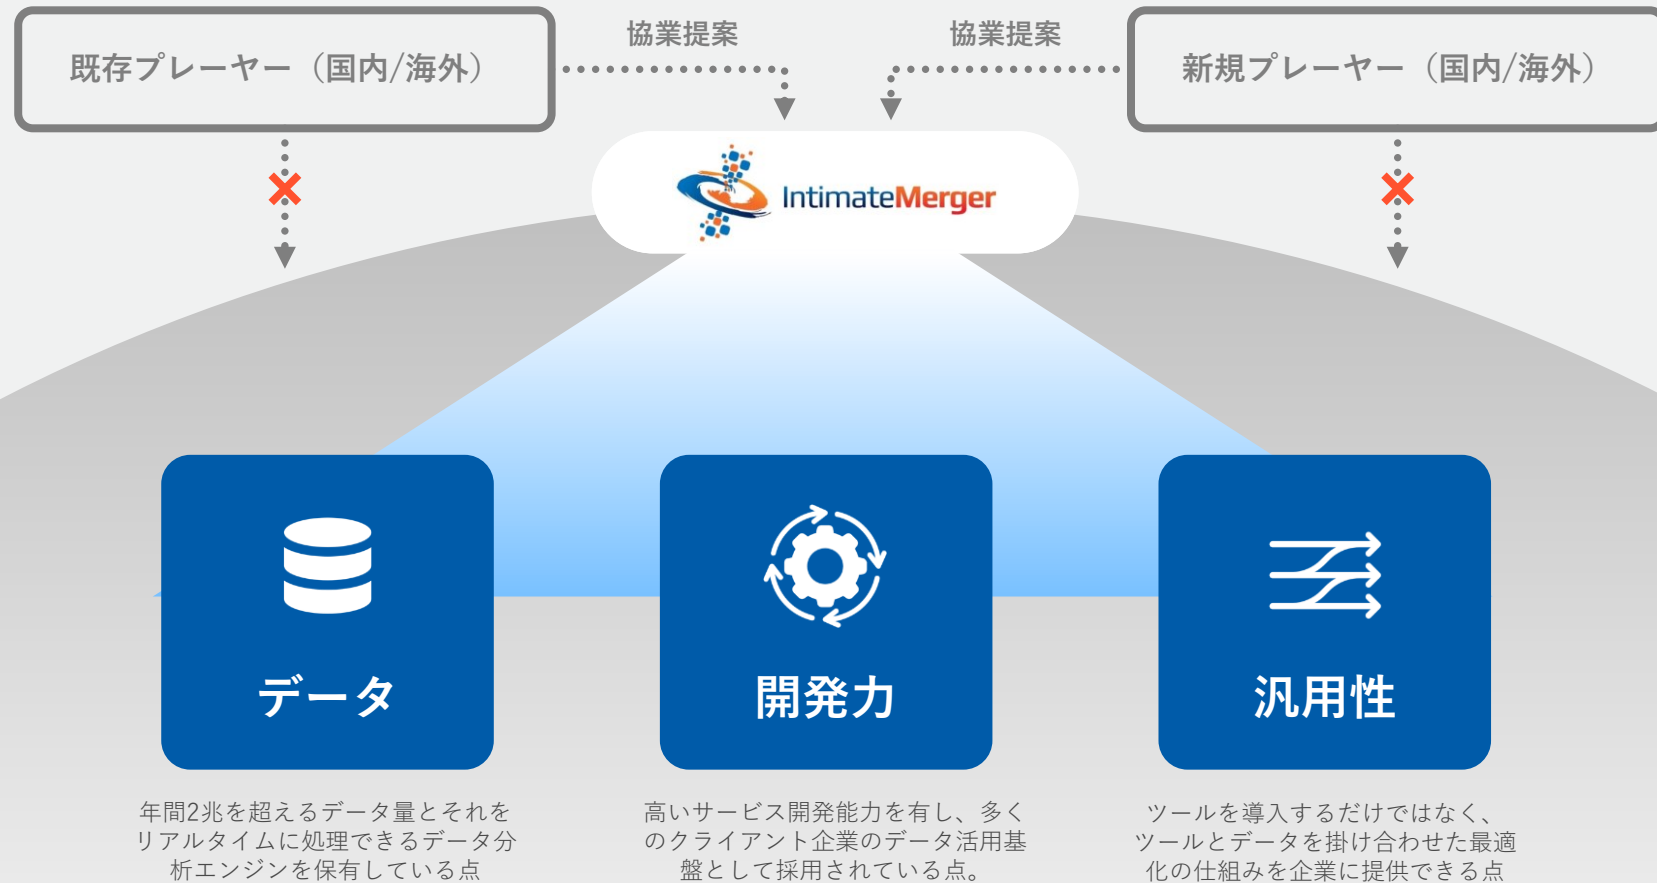 協業提案
協業提案
既存プレーヤー（国内/海外）
新規プレーヤー（国内/海外）
IntimateMerger
データ
年間2兆を超えるデータ量とそれを
リアルタイムに処理できるデータ分
析エンジンを保有している点
開発力
高いサービス開発能力を有し、多く
のクライアント企業のデータ活用基
盤として採用されている点。
汎用性
ツールを導入するだけではなく、
ツールとデータを掛け合わせた最適
化の仕組みを企業に提供できる点